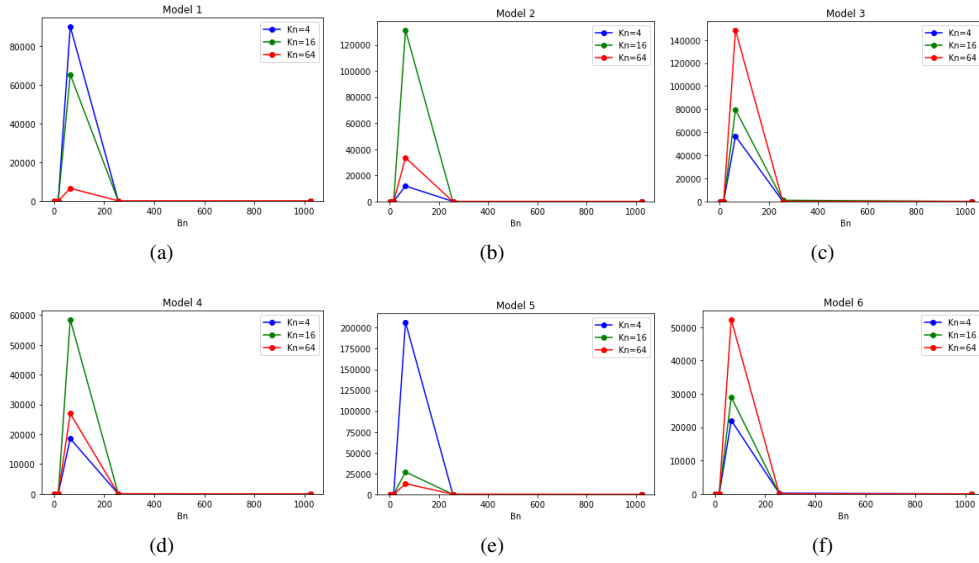 Model 1
Kn=4
Kn=16
Kn=64
80000
60000
40000
20000
0
0 200 400 600 800 1000
Bn
(a)
Model 2
Kn=4
Kn=16
Kn=64
120000
100000
80000
60000
40000
20000
0
0 200 400 600 800 1000
Bn
(b)
Model 3
Kn=4
Kn=16
Kn=64
140000
120000
100000
80000
60000
40000
20000
0
0 200 400 600 800 1000
Bn
(c)
Model 4
Kn=4
Kn=16
Kn=64
60000
50000
40000
30000
20000
10000
0
0 200 400 600 800 1000
Bn
(d)
Model 5
Kn=4
Kn=16
Kn=64
200000
175000
150000
125000
100000
75000
50000
25000
0
0 200 400 600 800 1000
Bn
(e)
Model 6
Kn=4
Kn=16
Kn=64
50000
40000
30000
20000
10000
0
0 200 400 600 800 1000
Bn
(f)